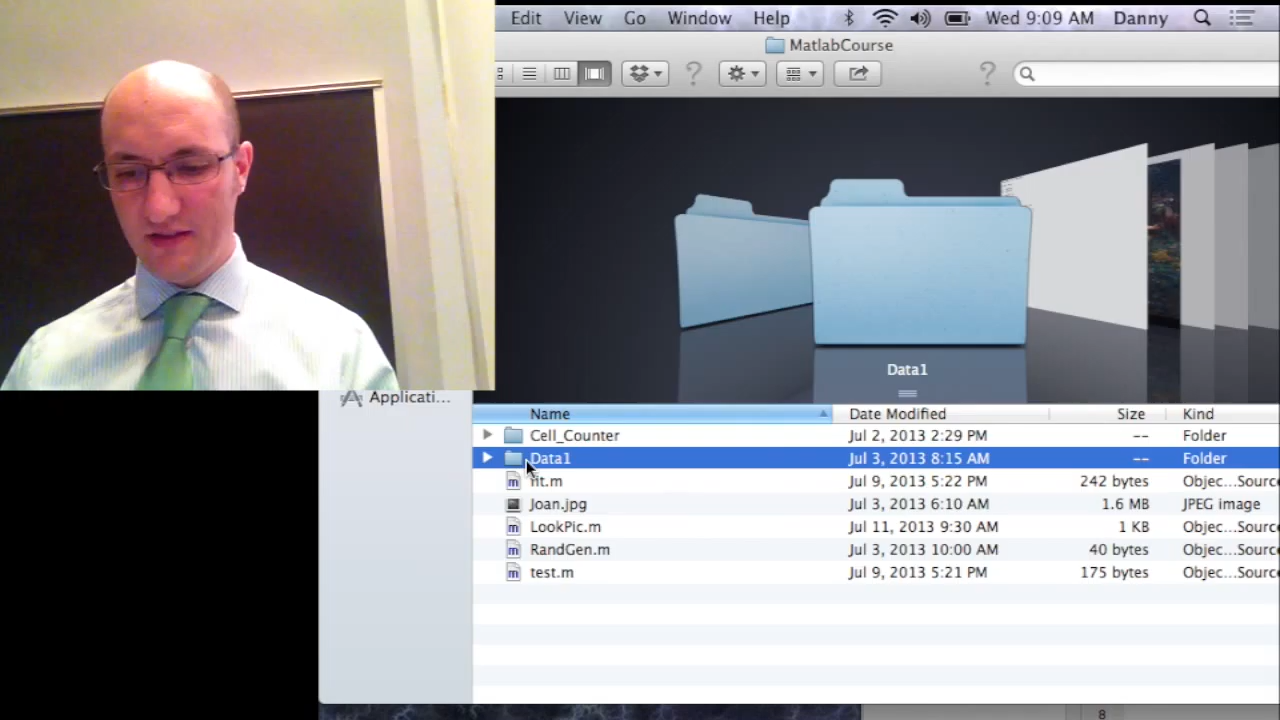 Edit View Go Window Help Wed 9:09 AM Danny
MatlabCourse
Data1
Applicati...
Name Date Modified Size Kind
Cell_Counter Jul 2, 2013 2:29 PM -- Folder
Data1 Jul 3, 2013 8:15 AM -- Folder
Jul 9, 2013 5:22 PM 242 bytes Objec...Source
Joan.jpg Jul 3, 2013 6:10 AM 1.6 MB JPEG image
LookPic.m Jul 11, 2013 9:30 AM 1 KB Objec...Source
RandGen.m Jul 3, 2013 10:00 AM 40 bytes Objec...Source
test.m Jul 9, 2013 5:21 PM 175 bytes Objec...Source
8